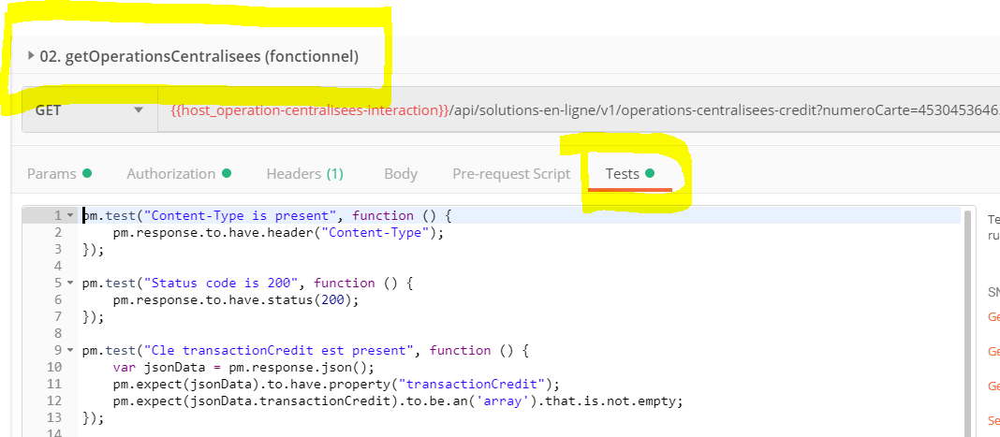 02. getOperationsCentralisees (fonctionnel)
GET {{host_operation-centralisees-interaction}}/api/solutions-en-ligne/v1/operations-centralisees-credit?numeroCarte=453045364
Params Authorization Headers (1) Body Pre-request Script Tests
1 pm.test("Content-Type is present", function () {
2 pm.response.to.have.header("Content-Type");
3 });
4
5 pm.test("Status code is 200", function () {
6 pm.response.to.have.status(200);
7 });
8
9 pm.test("Cle transactionCredit est present", function () {
10 var jsonData = pm.response.json();
11 pm.expect(jsonData).to.have.property("transactionCredit");
12 pm.expect(jsonData.transactionCredit).to.be.an('array').that.is.not.empty;
13 });
14
Te
ru
SN
Ge
Ge
Ge
Se